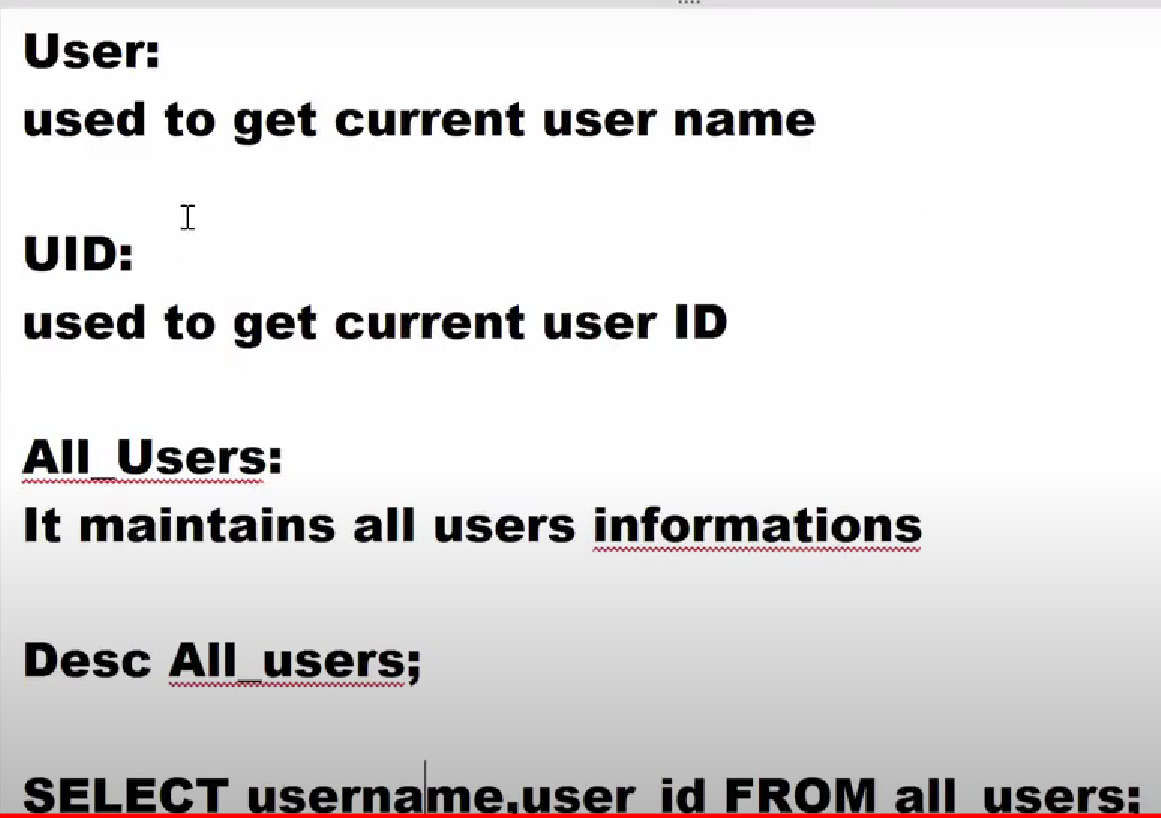 User:
used to get current user name
UID:
used to get current user ID
All_Users:
It maintains all users informations
Desc All_users;
SELECT username,user_id FROM all_users;